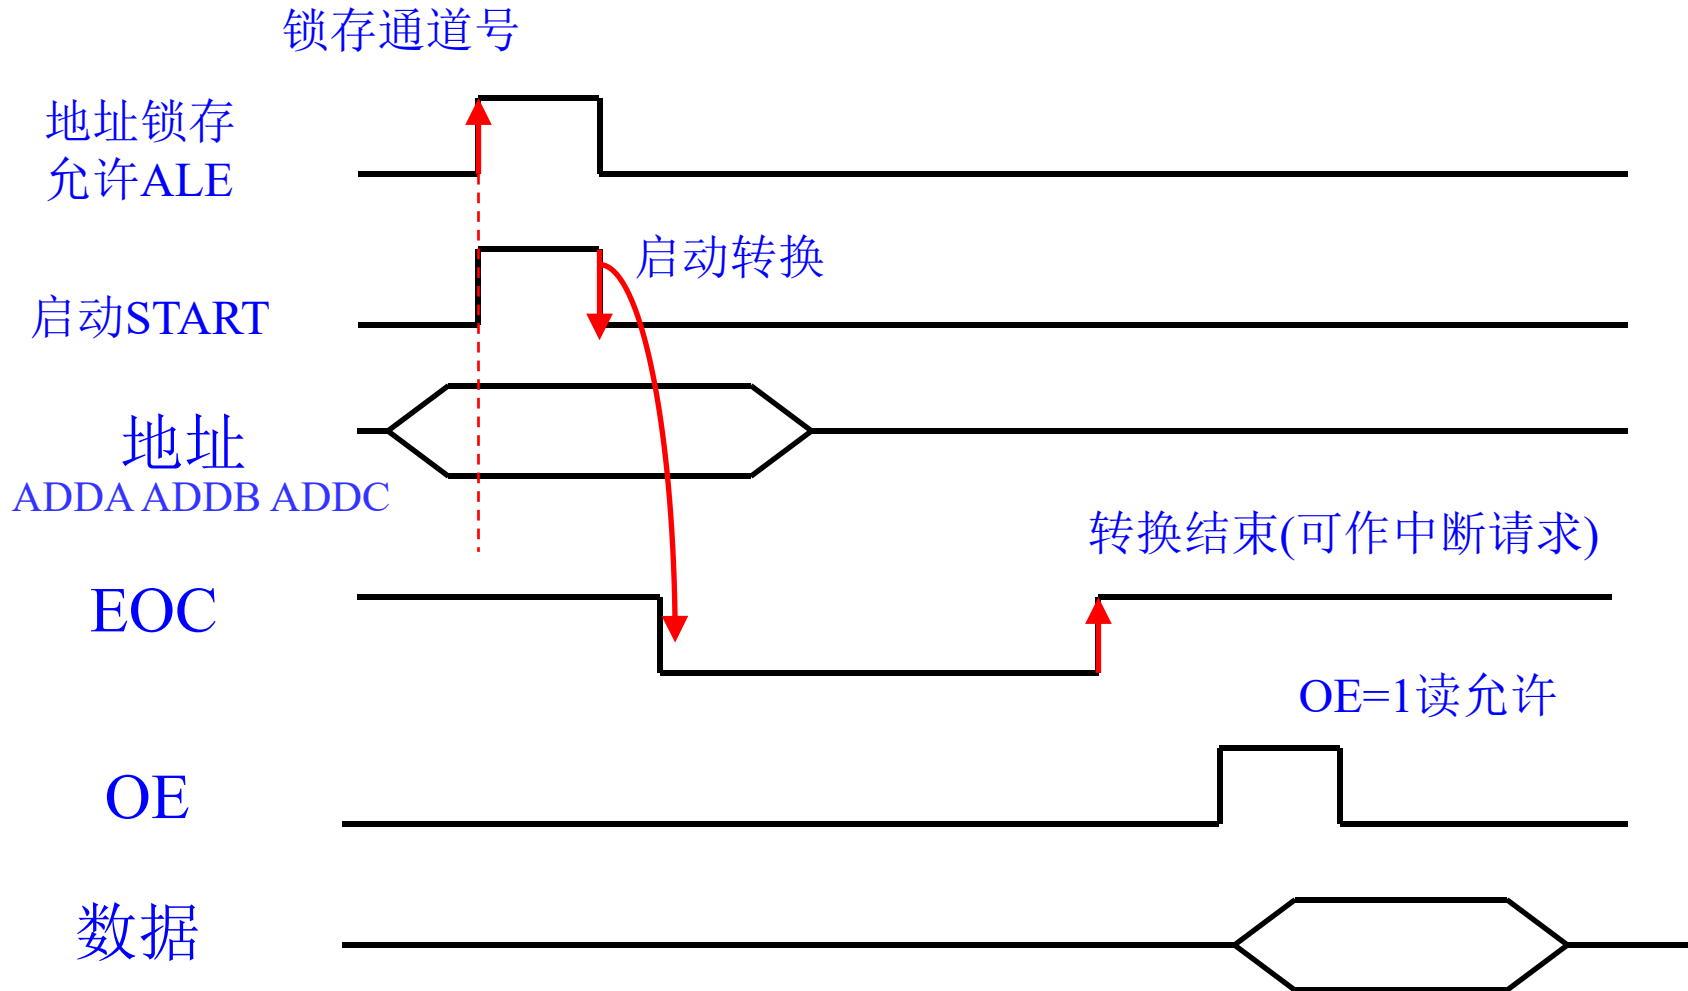 锁存通道号
地址锁存
允许ALE
启动转换
启动START
地址
ADDA ADDB ADDC
转换结束(可作中断请求)
EOC
OE=1读允许
OE
数据